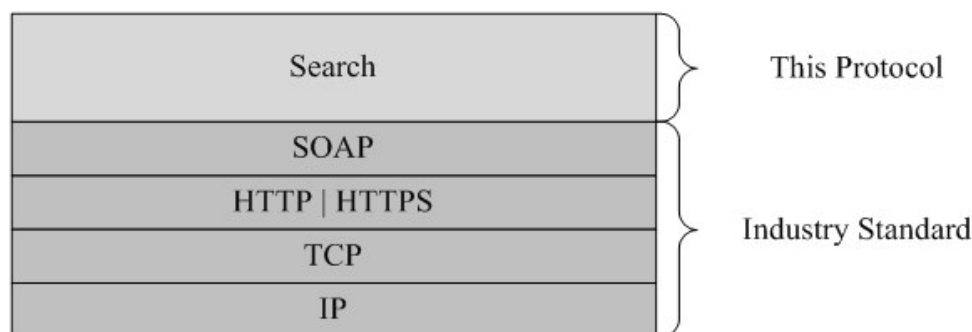 Search
This Protocol
SOAP
HTTP | HTTPS
Industry Standard
TCP
IP